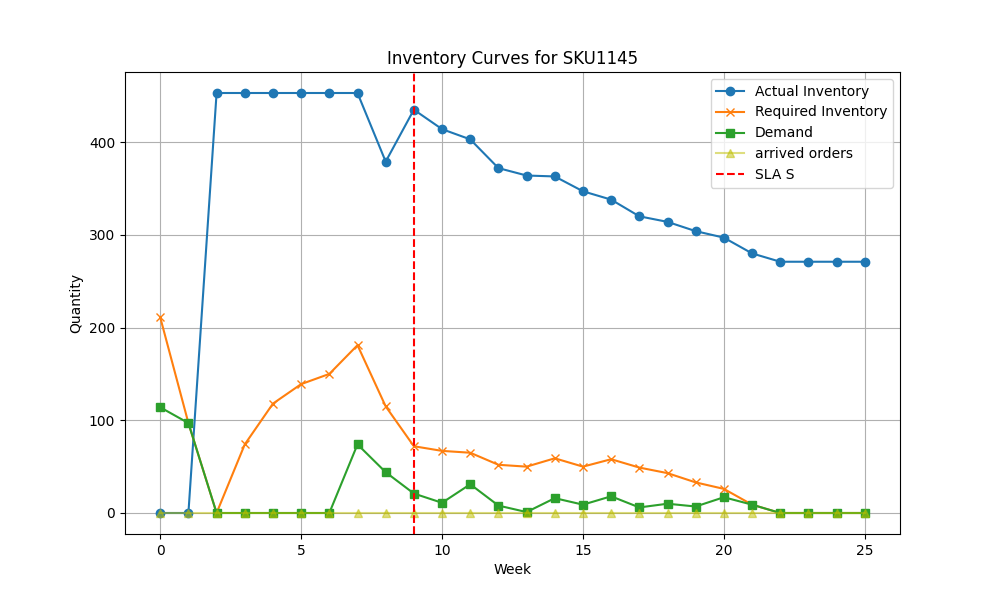 Inventory Curves for SKU1145
Actual Inventory
Required Inventory
Demand
arrived orders
SLA S
Quantity
400
300
200
100
0
0 5 10 15 20 25
Week